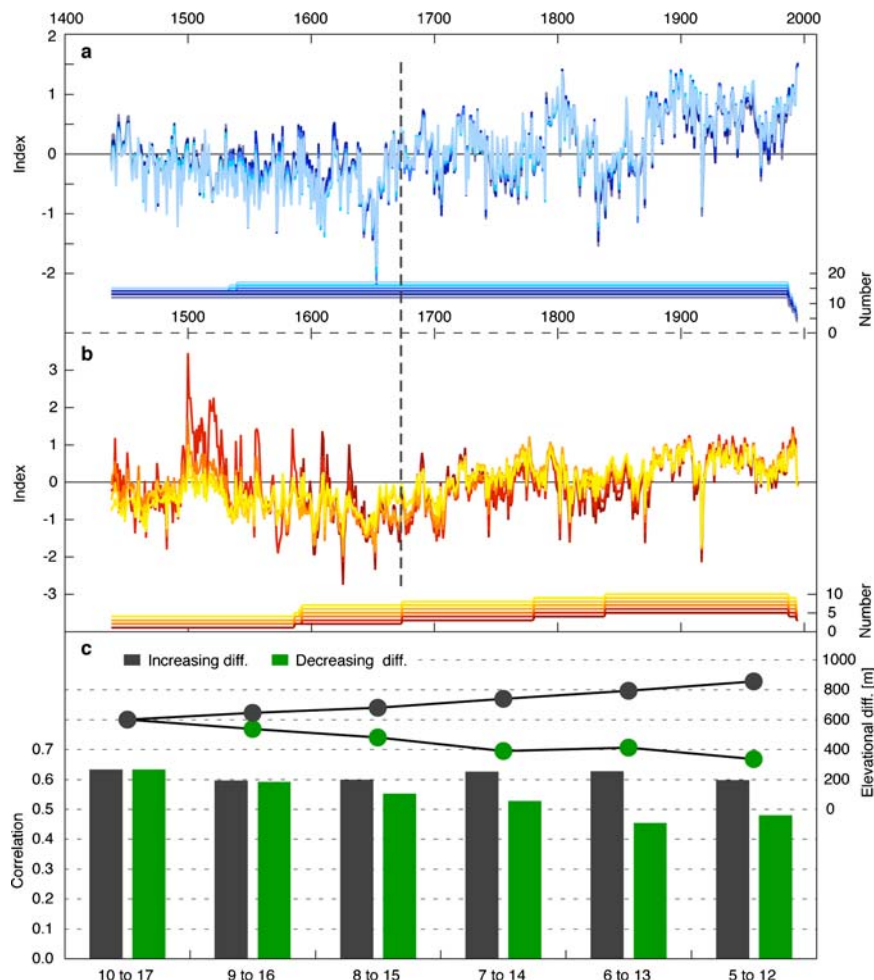 1400 1500 1600 1700 1800 1900 2000
a
2
1
0
-1
-2
Index
20
10
0
Number
1500 1600 1700 1800 1900
b
3
2
1
0
-1
-2
-3
Index
10
5
0
Number
c
Increasing diff. Decreasing diff.
1000
800
600
400
200
0
Elevational diff. [m]
0.7
0.6
0.5
0.4
0.3
0.2
0.1
0.0
Correlation
10 to 17 9 to 16 8 to 15 7 to 14 6 to 13 5 to 12